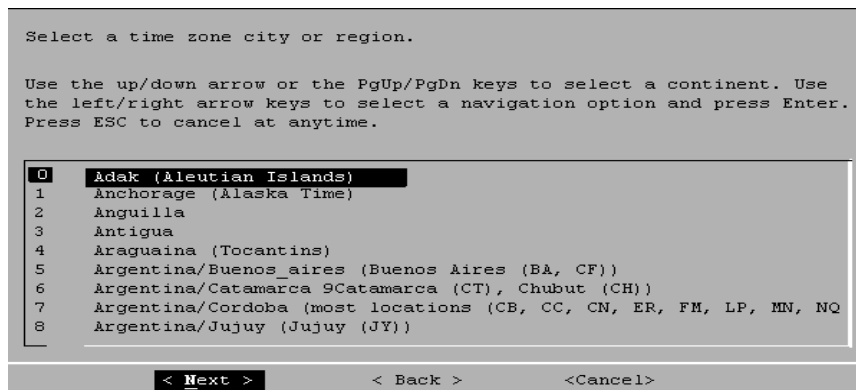 Select a time zone city or region.
Use the up/down arrow or the PgUp/PgDn keys to select a continent. Use
the left/right arrow keys to select a navigation option and press Enter.
Press ESC to cancel at anytime.
0 Adak (Aleutian Islands)
1 Anchorage (Alaska Time)
2 Anguilla
3 Antigua
4 Araguaina (Tocantins)
5 Argentina/Buenos_aires (Buenos Aires (BA, CF))
6 Argentina/Catamarca 9Catamarca (CT), Chubut (CH))
7 Argentina/Cordoba (most locations (CB, CC, CN, ER, FM, LP, MN, NQ
8 Argentina/Jujuy (Jujuy (JY))
< Next > < Back > <Cancel>